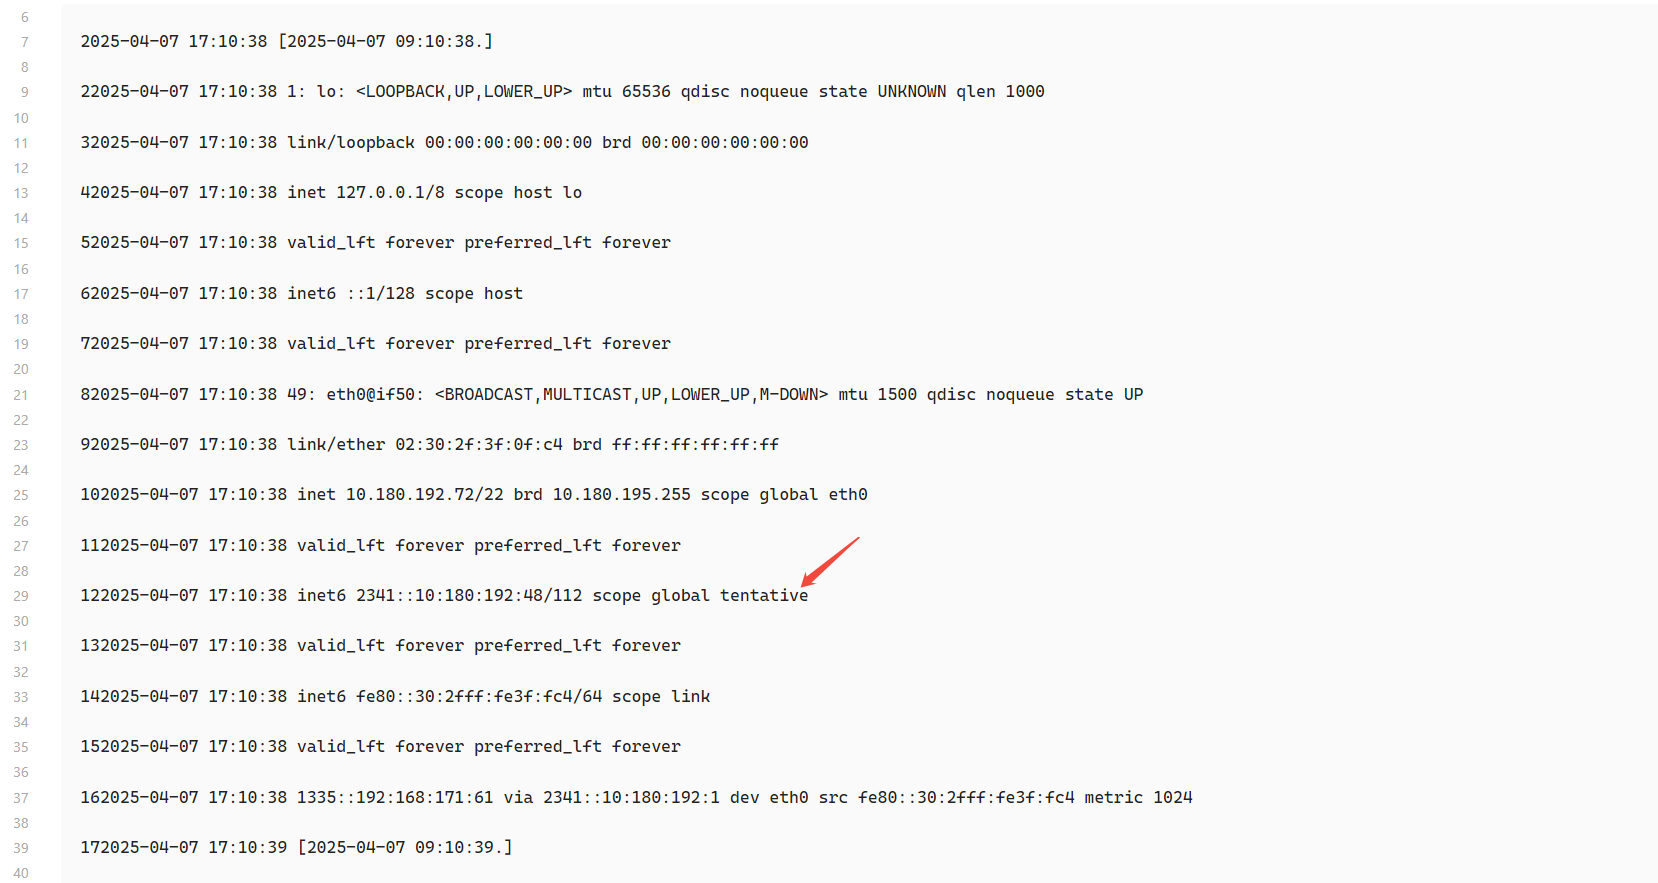 6
7 2025-04-07 17:10:38 [2025-04-07 09:10:38.]
8
9 22025-04-07 17:10:38 1: lo: <LOOPBACK,UP,LOWER_UP> mtu 65536 qdisc noqueue state UNKNOWN qlen 1000
10
11 32025-04-07 17:10:38 link/loopback 00:00:00:00:00:00 brd 00:00:00:00:00:00
12
13 42025-04-07 17:10:38 inet 127.0.0.1/8 scope host lo
14
15 52025-04-07 17:10:38 valid_lft forever preferred_lft forever
16
17 62025-04-07 17:10:38 inet6 ::1/128 scope host
18
19 72025-04-07 17:10:38 valid_lft forever preferred_lft forever
20
21 82025-04-07 17:10:38 49: eth0@if50: <BROADCAST,MULTICAST,UP,LOWER_UP,M-DOWN> mtu 1500 qdisc noqueue state UP
22
23 92025-04-07 17:10:38 link/ether 02:30:2f:3f:0f:c4 brd ff:ff:ff:ff:ff:ff
24
25 102025-04-07 17:10:38 inet 10.180.192.72/22 brd 10.180.195.255 scope global eth0
26
27 112025-04-07 17:10:38 valid_lft forever preferred_lft forever
28
29 122025-04-07 17:10:38 inet6 2341::10:180:192:48/112 scope global tentative
30
31 132025-04-07 17:10:38 valid_lft forever preferred_lft forever
32
33 142025-04-07 17:10:38 inet6 fe80::30:2fff:fe3f:fc4/64 scope link
34
35 152025-04-07 17:10:38 valid_lft forever preferred_lft forever
36
37 162025-04-07 17:10:38 1335::192:168:171:61 via 2341::10:180:192:1 dev eth0 src fe80::30:2fff:fe3f:fc4 metric 1024
38
39 172025-04-07 17:10:39 [2025-04-07 09:10:39.]
40